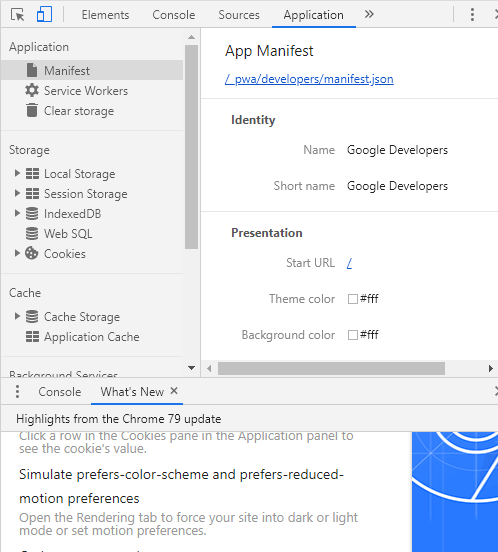 Elements Console Sources Application »
Application
Manifest
Service Workers
Clear storage
Storage
Local Storage
Session Storage
IndexedDB
Web SQL
Cookies
Cache
Cache Storage
Application Cache
Background Services
App Manifest
/_pwa/developers/manifest.json
Identity
Name Google Developers
Short name Google Developers
Presentation
Start URL /
Theme color #fff
Background color #fff
Console What's New ×
Highlights from the Chrome 79 update
Click a row in the Cookies pane in the Application panel to
see the cookie's value.
Simulate prefers-color-scheme and prefers-reduced-
motion preferences
Open the Rendering tab to force your site into dark or light
mode or set motion preferences.